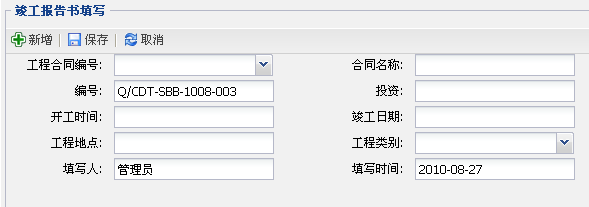 竣工报告书填写
新增 保存 取消
工程合同编号: 合同名称:
编号: Q/CDT-SBB-1008-003 投资:
开工时间: 竣工日期:
工程地点: 工程类别:
填写人: 管理员 填写时间: 2010-08-27